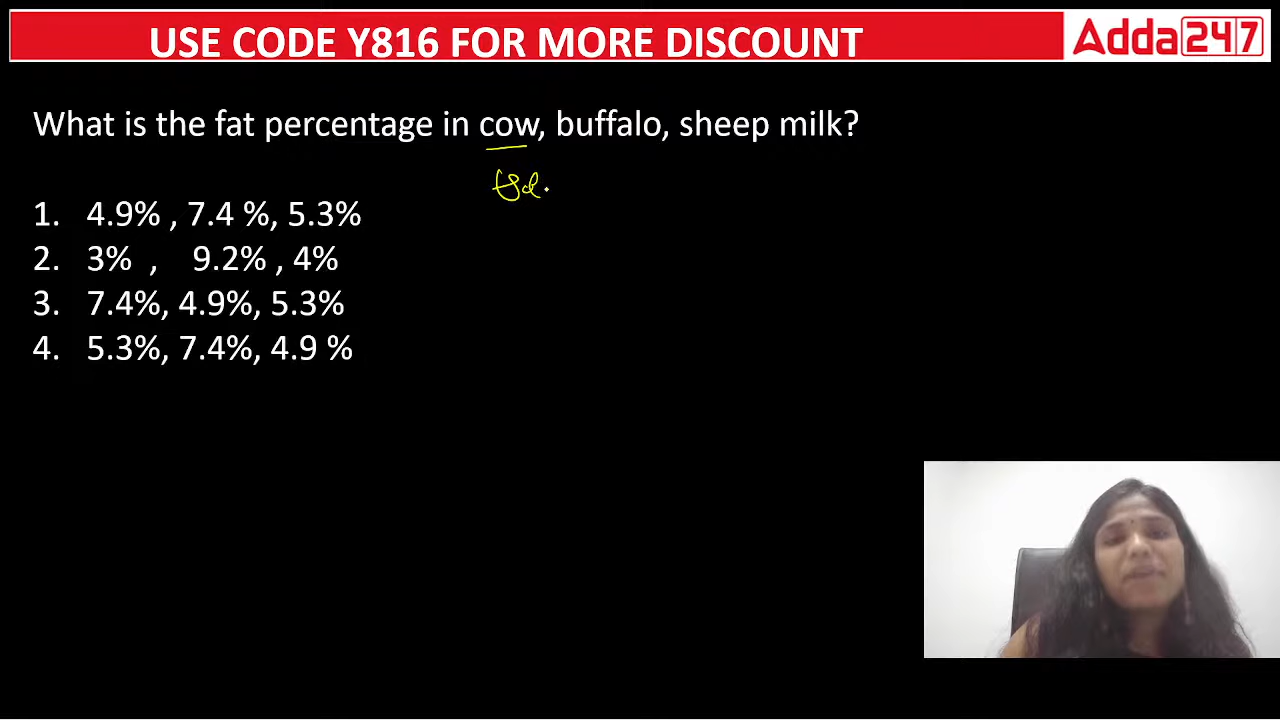 USE CODE Y816 FOR MORE DISCOUNT
Adda247
What is the fat percentage in cow, buffalo, sheep milk?
1. 4.9% , 7.4 %, 5.3%
2. 3% , 9.2% , 4%
3. 7.4%, 4.9%, 5.3%
4. 5.3%, 7.4%, 4.9 %